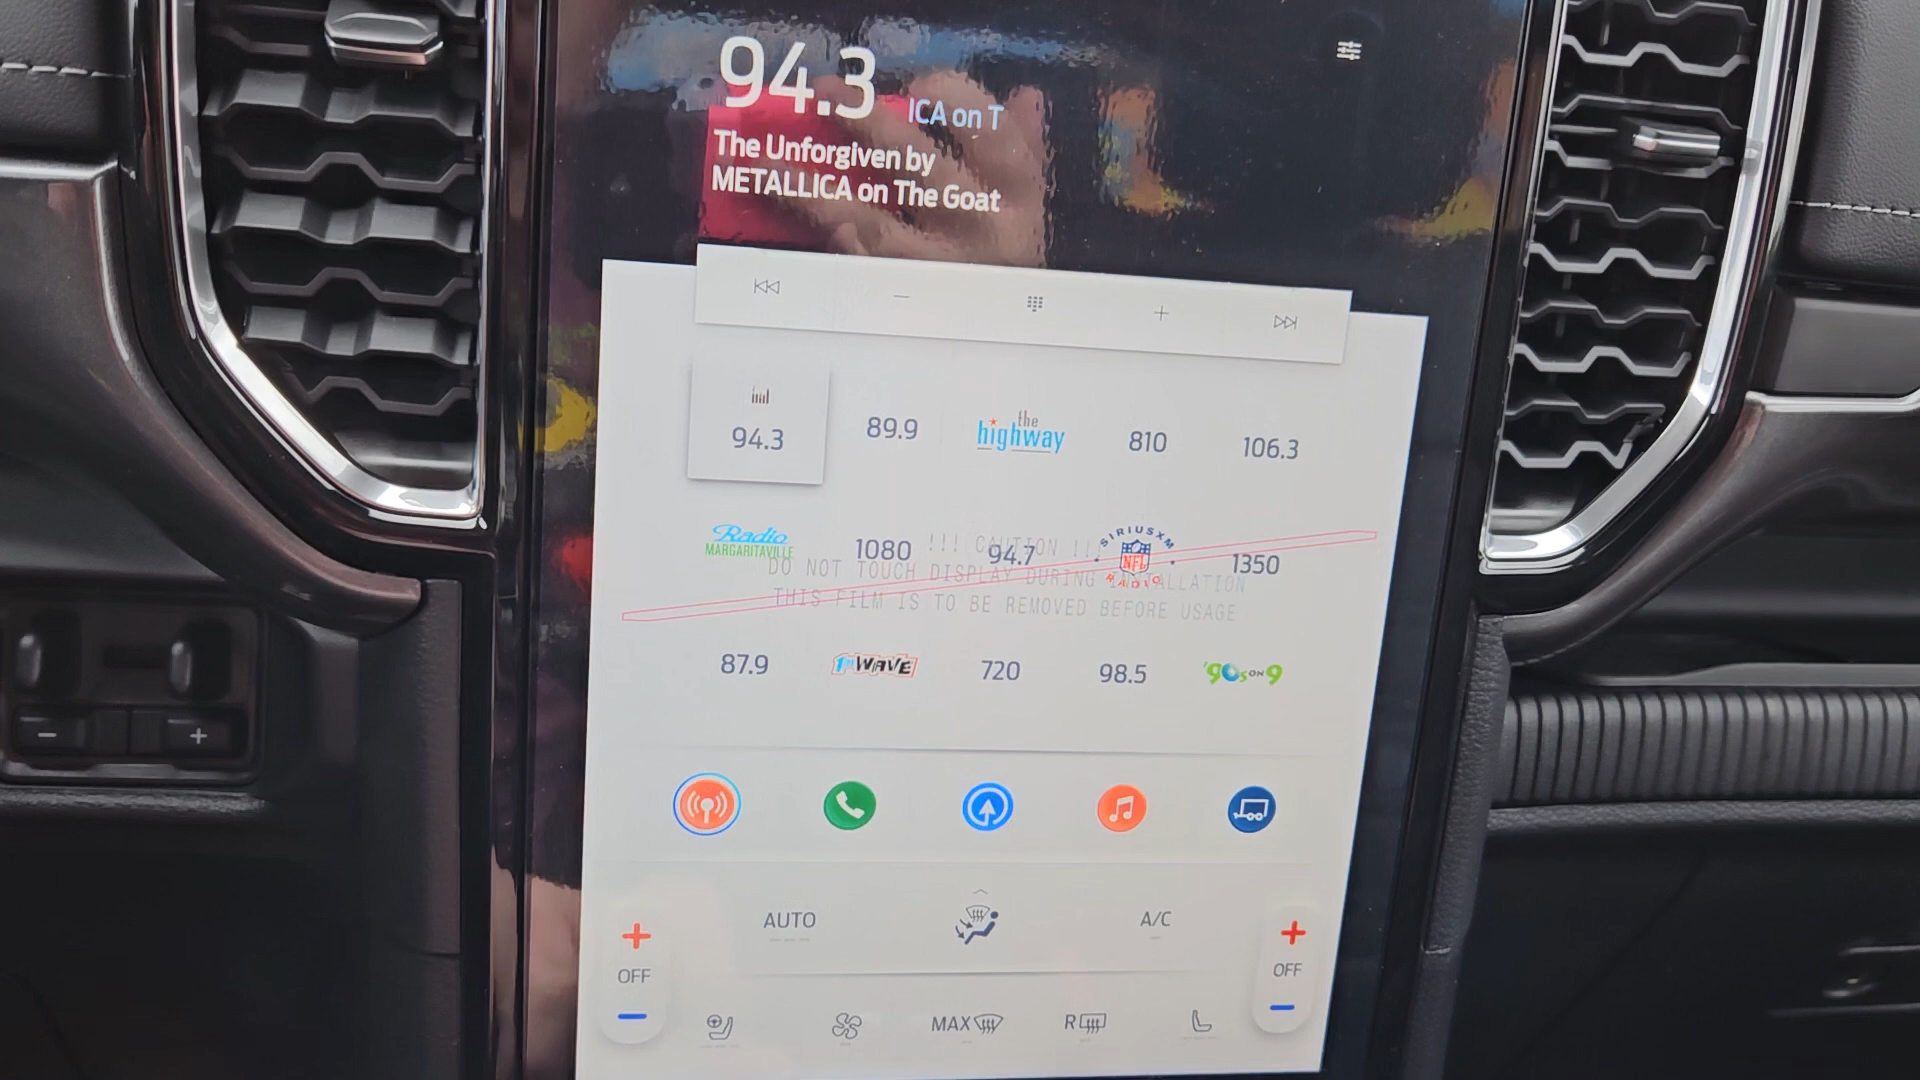 94.3 ICA on T
The Unforgiven by
METALLICA on The Goat
94.3 89.9 the highway 810 106.3
Radio MARGARITAVILLE 1080 94.7 SIRIUSXM NFL RADIO 1350
!!! CAUTION !!!
DO NOT TOUCH DISPLAY DURING INSTALLATION
THIS FILM IS TO BE REMOVED BEFORE USAGE
87.9 1st WAVE 720 98.5 '90s ON 9
AUTO A/C
OFF OFF
MAX R